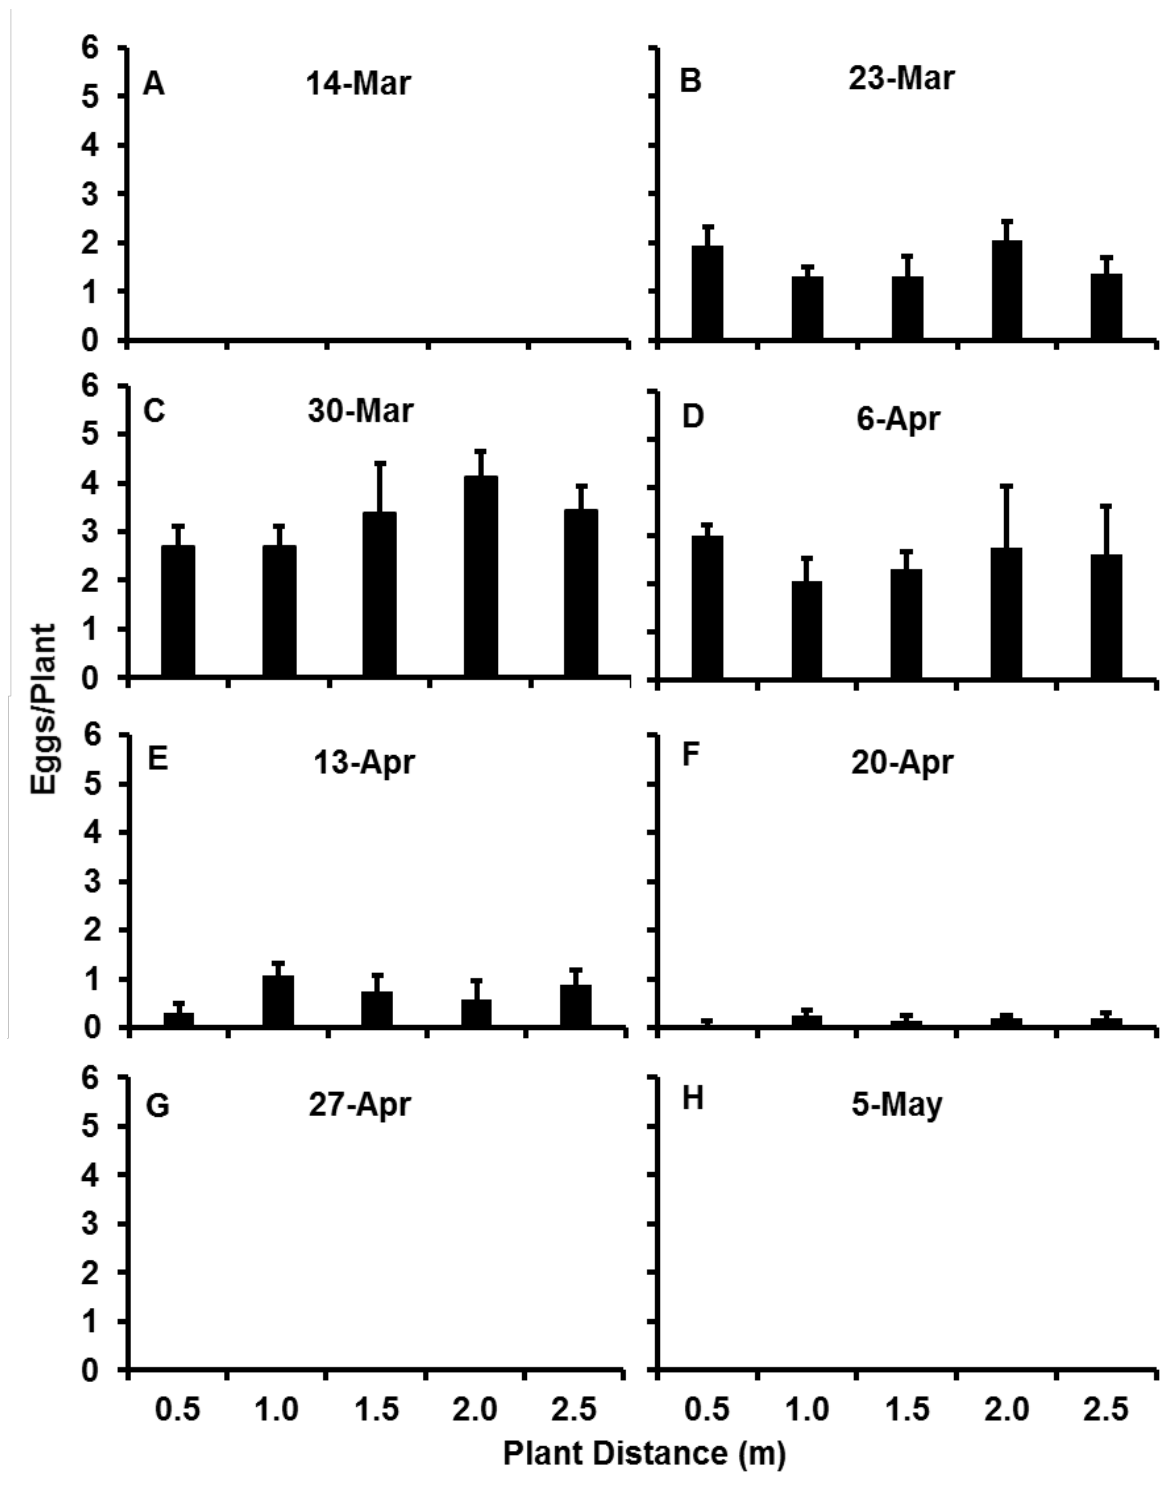 6
A 14-Mar
5
4
3
2
1
0
B 23-Mar
6
C 30-Mar
5
4
3
2
1
0
D 6-Apr
Eggs/Plant
6
E 13-Apr
5
4
3
2
1
0
F 20-Apr
6
G 27-Apr
5
4
3
2
1
0
H 5-May
0.5 1.0 1.5 2.0 2.5 0.5 1.0 1.5 2.0 2.5
Plant Distance (m)